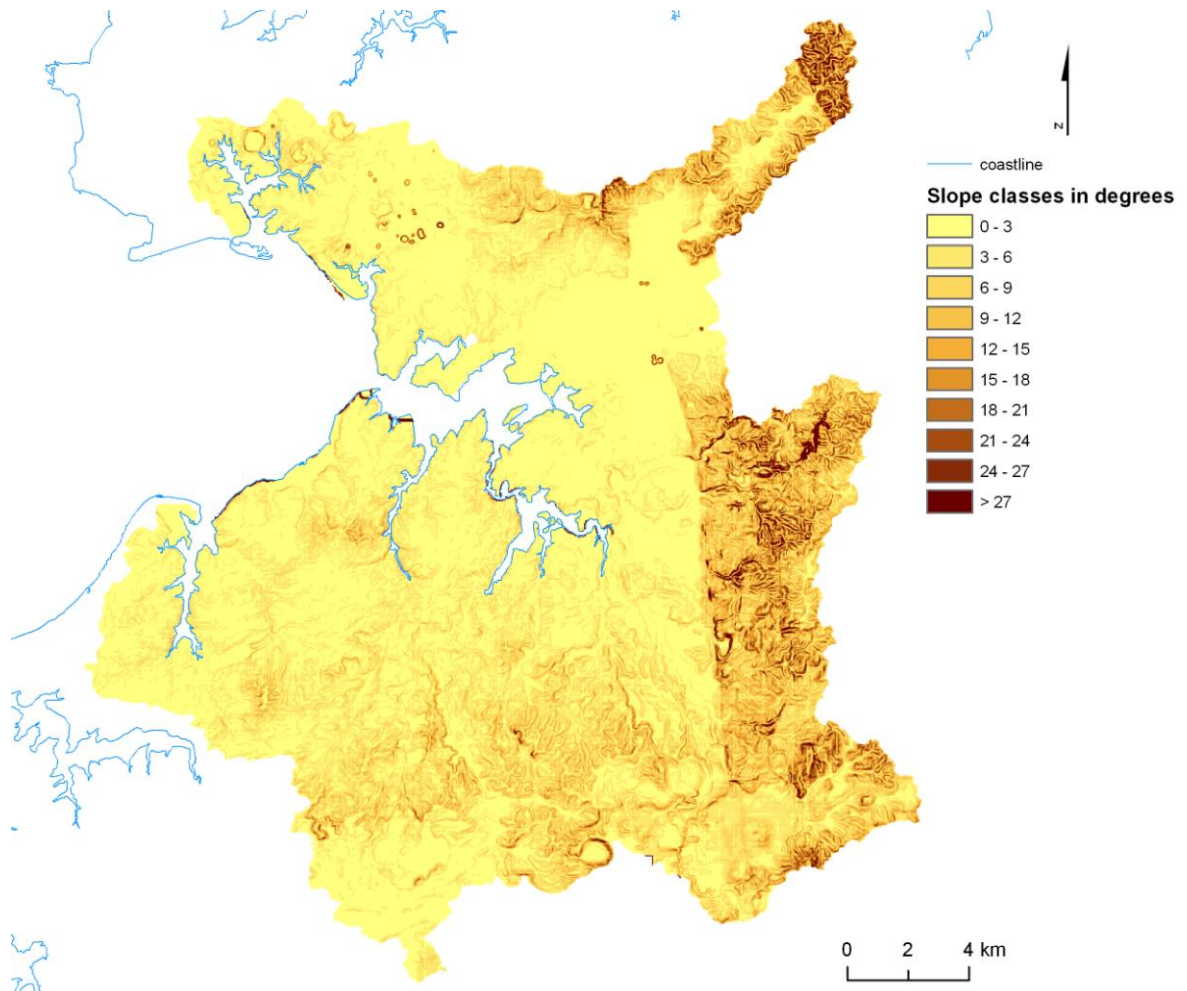 z
coastline
Slope classes in degrees
0 - 3
3 - 6
6 - 9
9 - 12
12 - 15
15 - 18
18 - 21
21 - 24
24 - 27
> 27
0 2 4 km